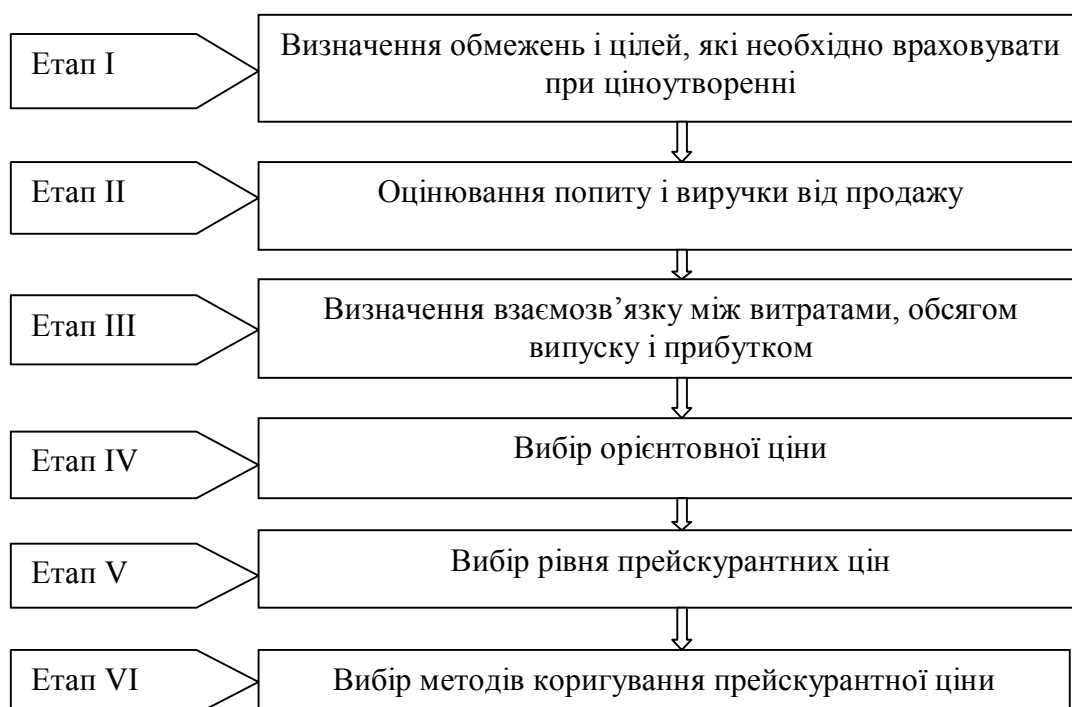 Етап I
Визначення обмежень і цілей, які необхідно враховувати
при ціноутворенні
Етап II
Оцінювання попиту і виручки від продажу
Етап III
Визначення взаємозв’язку між витратами, обсягом
випуску і прибутком
Етап IV
Вибір орієнтовної ціни
Етап V
Вибір рівня прейскурантних цін
Етап VI
Вибір методів коригування прейскурантної ціни